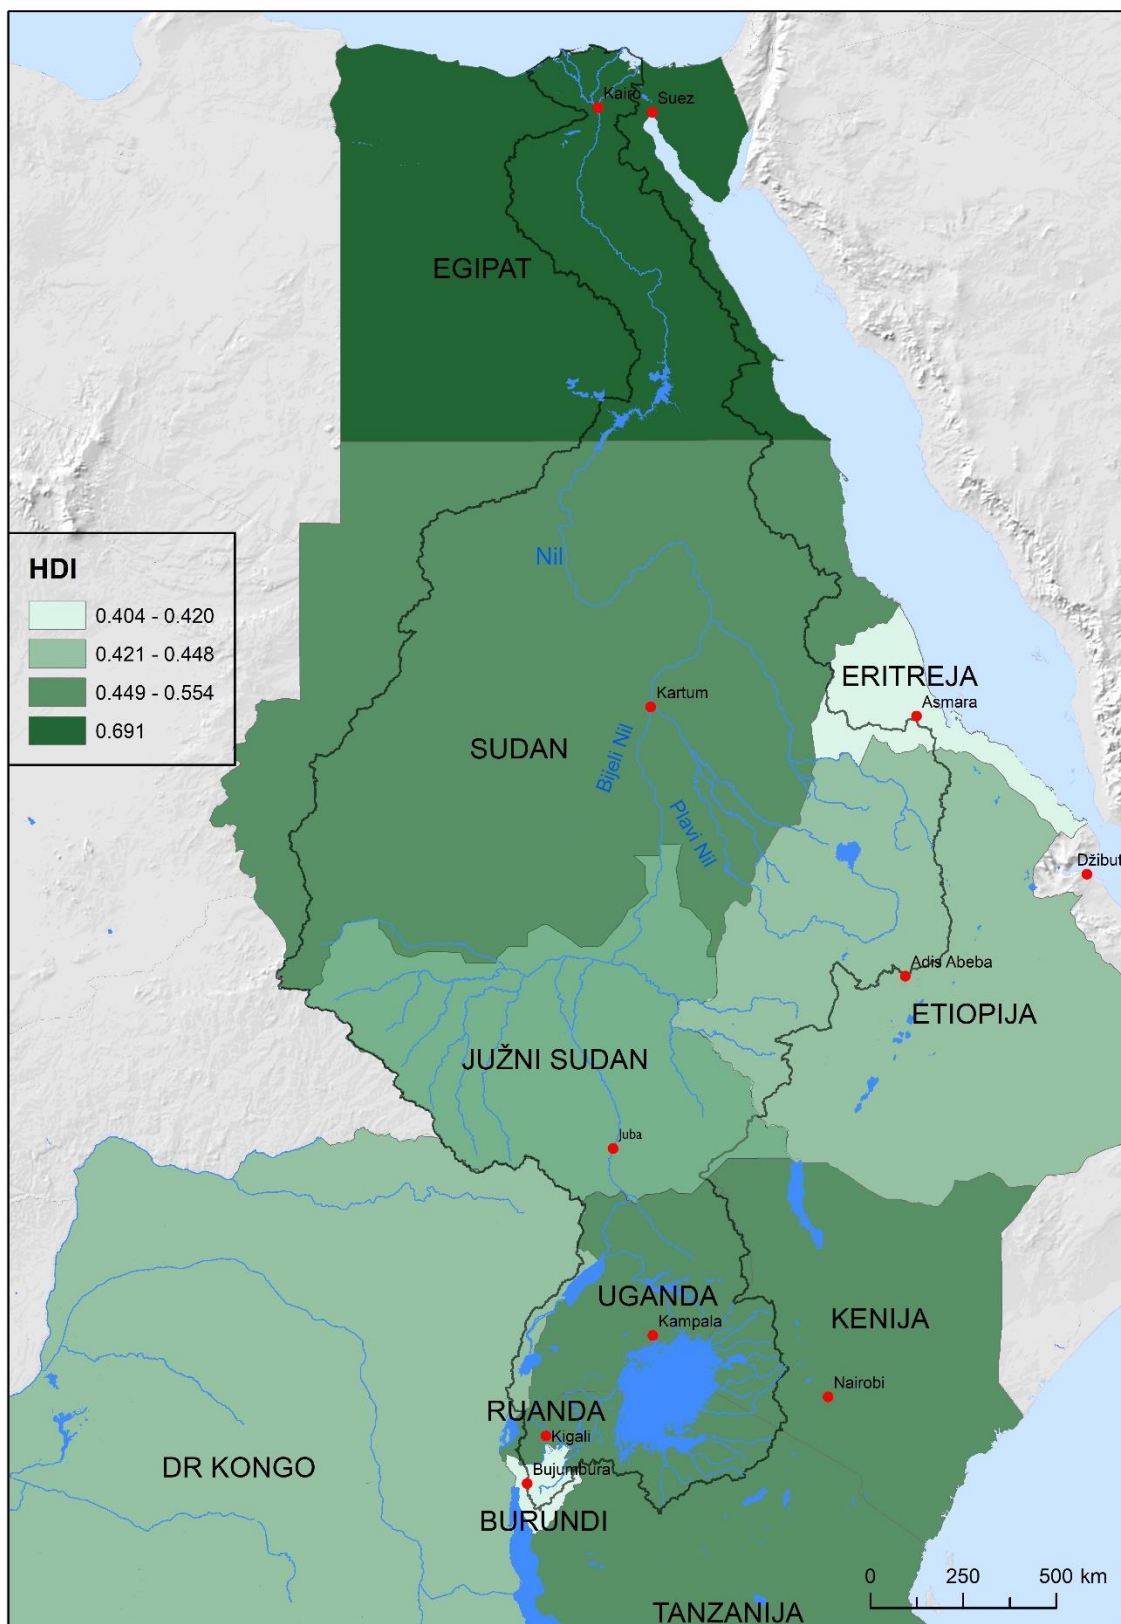 Kairo
Suez
EGIPAT
Nil
HDI
0.404 - 0.420
0.421 - 0.448
0.449 - 0.554
0.691
ERITREJA
Asmara
Kartum
SUDAN
Bijeli Nil
Plavi Nil
Džibut
Adis Abeba
ETIOPIJA
JUŽNI SUDAN
Juba
UGANDA
Kampala
KENIJA
Nairobi
RUANDA
Kigali
DR KONGO
Bujumbura
BURUNDI
0 250 500 km
TANZANIJA